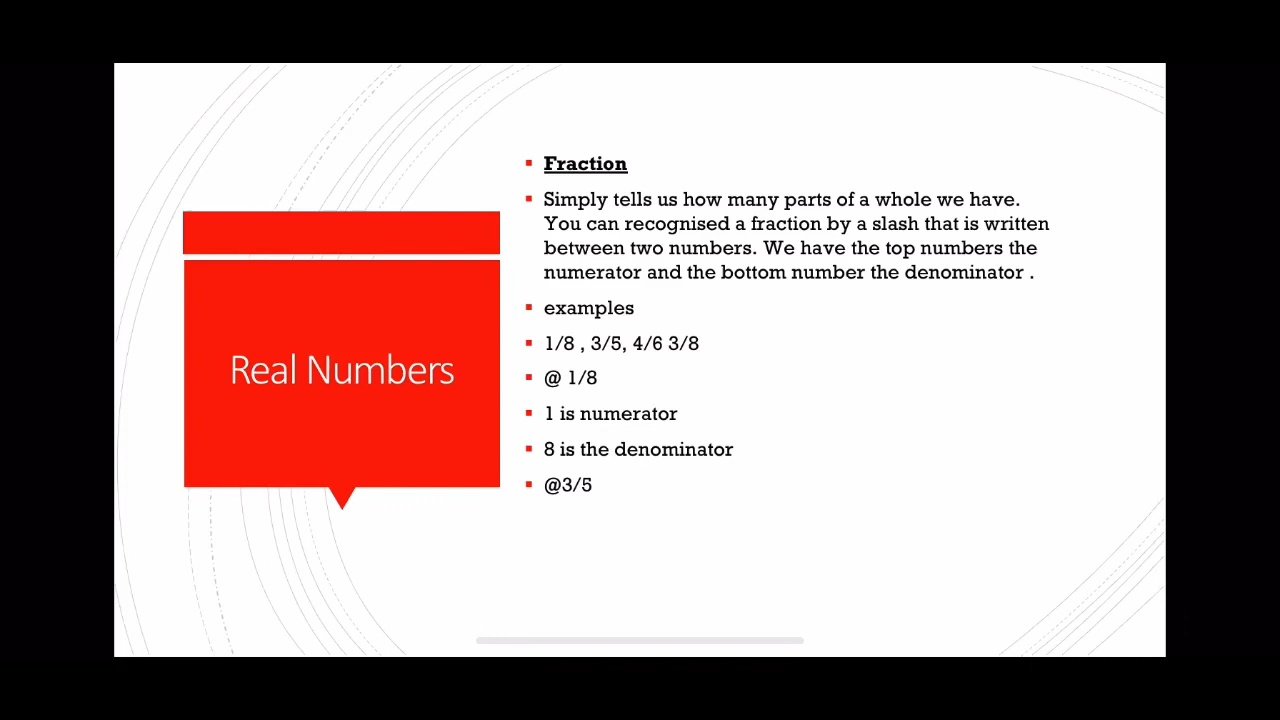 Real Numbers
Fraction
Simply tells us how many parts of a whole we have.
You can recognised a fraction by a slash that is written
between two numbers. We have the top numbers the
numerator and the bottom number the denominator .
examples
1/8 , 3/5, 4/6 3/8
@ 1/8
1 is numerator
8 is the denominator
@3/5